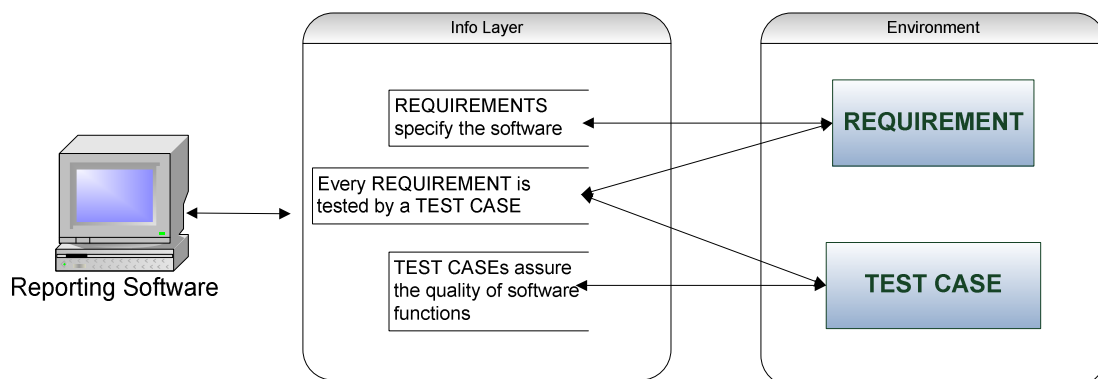 Info Layer
Environment
REQUIREMENTS
specify the software
REQUIREMENT
Every REQUIREMENT is
tested by a TEST CASE
TEST CASEs assure
the quality of software
functions
TEST CASE
Reporting Software